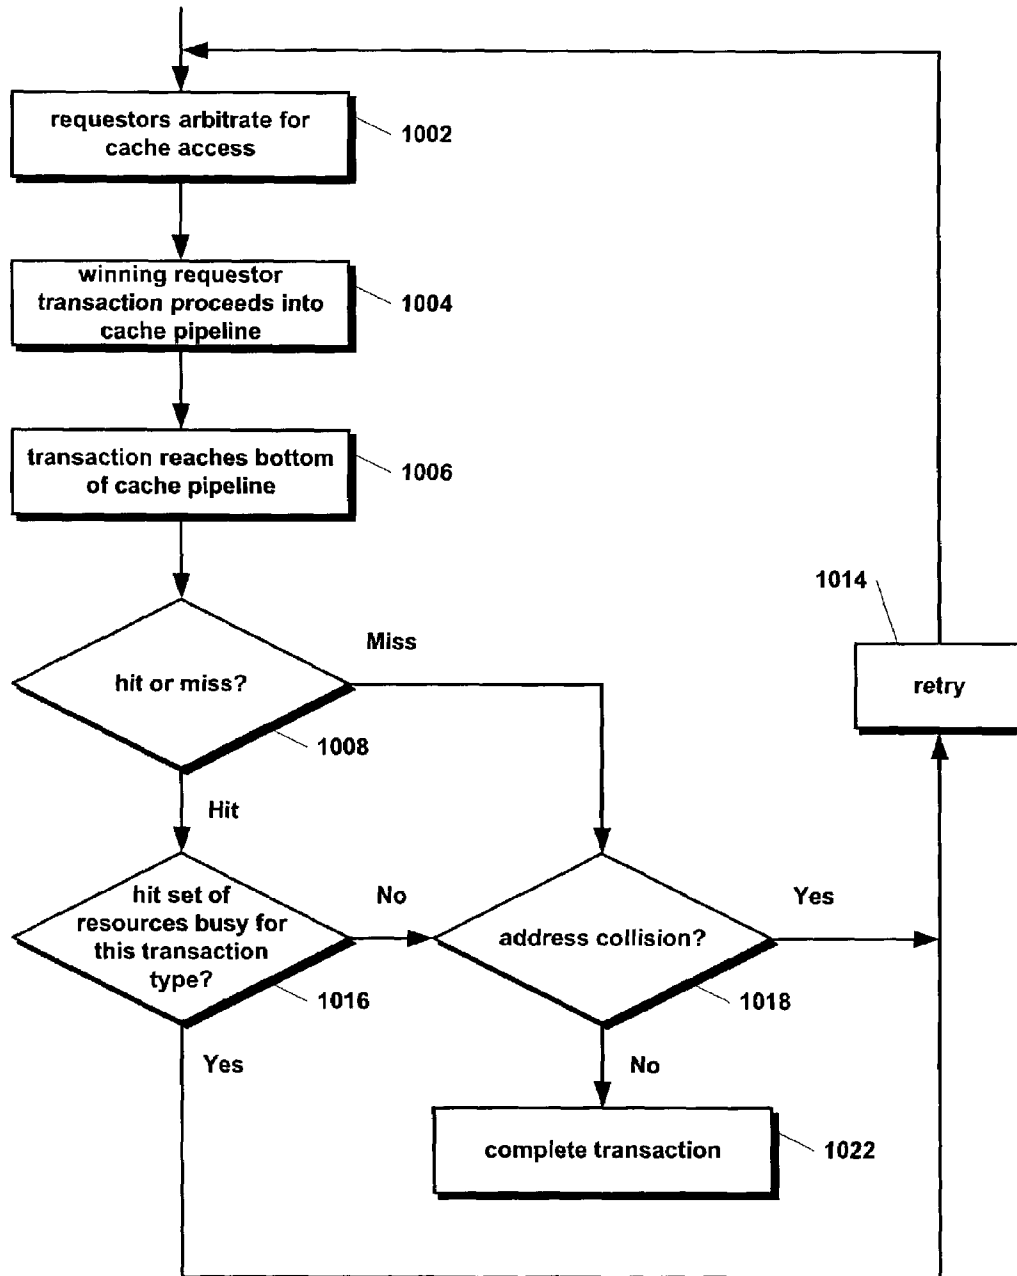 requestors arbitrate for
cache access
1002
winning requestor
transaction proceeds into
cache pipeline
1004
transaction reaches bottom
of cache pipeline
1006
1014
retry
Miss
hit or miss?
1008
Hit
hit set of
resources busy for
this transaction
type?
1016
No
address collision?
1018
Yes
Yes
No
complete transaction
1022